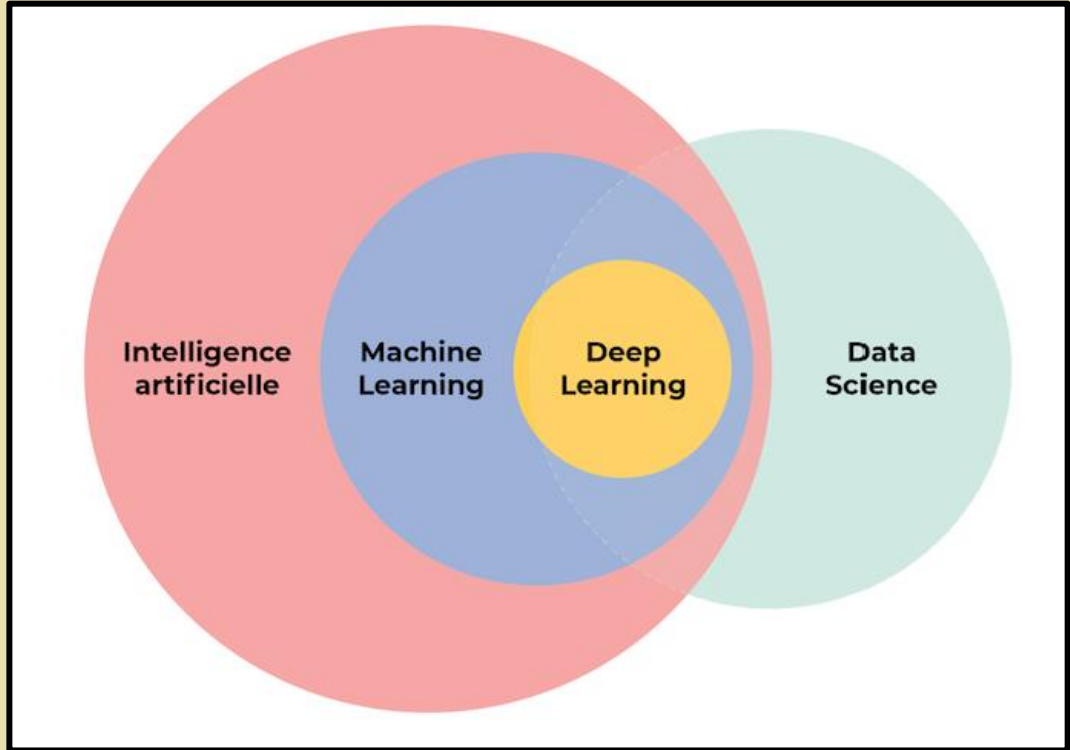 Intelligence
artificielle
Machine
Learning
Deep
Learning
Data
Science